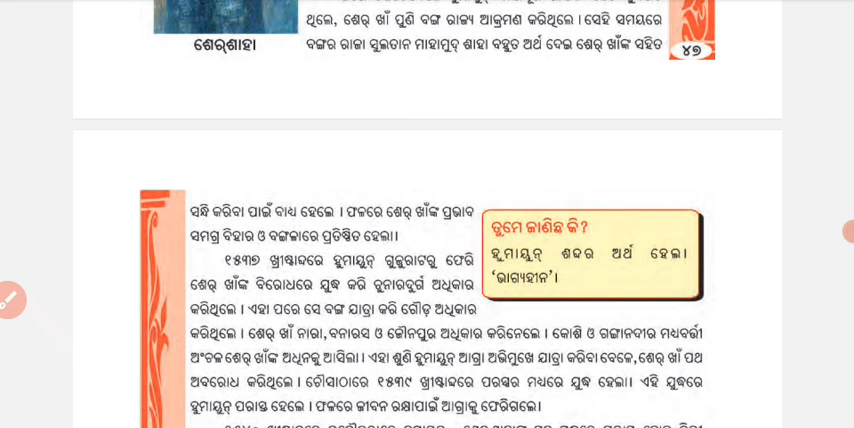 ଥିଲେ, ଶେର୍ ଖାଁ ପୁଣି ବଙ୍ଗ ରାଜ୍ୟ ଆକ୍ରମଣ କରିଥିଲେ । ସେହି ସମୟରେ
ବଙ୍ଗର ରାଜା ସୁଲତାନ ମାହାମୁଦ୍ ଶାହା ବହୁତ ଅର୍ଥ ଦେଇ ଶେର୍ ଖାଁଙ୍କ ସହିତ
ଶେର୍‌ଶାହା
୪୭
ସନ୍ଧି କରିବା ପାଇଁ ବାଧ୍ୟ ହେଲେ । ଫଳରେ ଶେର୍ ଖାଁଙ୍କ ପ୍ରଭାବ
ସମଗ୍ର ବିହାର ଓ ବଙ୍ଗଳାରେ ପ୍ରତିଷ୍ଠିତ ହେଲା।
୧୫୩୭ ଖ୍ରୀଷ୍ଟାବ୍ଦରେ ହୁମାୟୁନ୍ ଗୁଜୁରାଟରୁ ଫେରି
ଶେର୍ ଖାଁଙ୍କ ବିରୋଧରେ ଯୁଦ୍ଧ କରି ଚୁନାରଦୁର୍ଗ ଅଧିକାର
କରିଥିଲେ । ଏହା ପରେ ସେ ବଙ୍ଗ ଯାତ୍ରା କରି ଗୌଡ଼ ଅଧିକାର
ତୁମେ ଜାଣିଛ କି?
ହୁମାୟୁନ୍ ଶବ୍ଦର ଅର୍ଥ ହେଲା
‘ଭାଗ୍ୟହୀନ’।
କରିଥିଲେ । ଶେର୍ ଖାଁ ନାରା, ବନାରସ ଓ ଜୌନପୁର ଅଧିକାର କରିନେଲେ । କୋଶି ଓ ଗଙ୍ଗାନଦୀର ମଧ୍ୟବର୍ତ୍ତୀ
ଅଂଚଳ ଶେର୍ ଖାଁଙ୍କ ଅଧିନକୁ ଆସିଲା । ଏହା ଶୁଣି ହୁମାୟୁନ୍ ଆଗ୍ରା ଅଭିମୁଖେ ଯାତ୍ରା କରିବା ବେଳେ, ଶେର୍ ଖାଁ ପଥ
ଅବରୋଧ କରିଥିଲେ । ଚୌସାଠାରେ ୧୫୩୯ ଖ୍ରୀଷ୍ଟାବ୍ଦରେ ପରସ୍ପର ମଧ୍ୟରେ ଯୁଦ୍ଧ ହେଲା। ଏହି ଯୁଦ୍ଧରେ
ହୁମାୟୁନ୍ ପରାସ୍ତ ହେଲେ । ଫଳରେ ଜୀବନ ରକ୍ଷାପାଇଁ ଆଗ୍ରାକୁ ଫେରିଗଲେ।